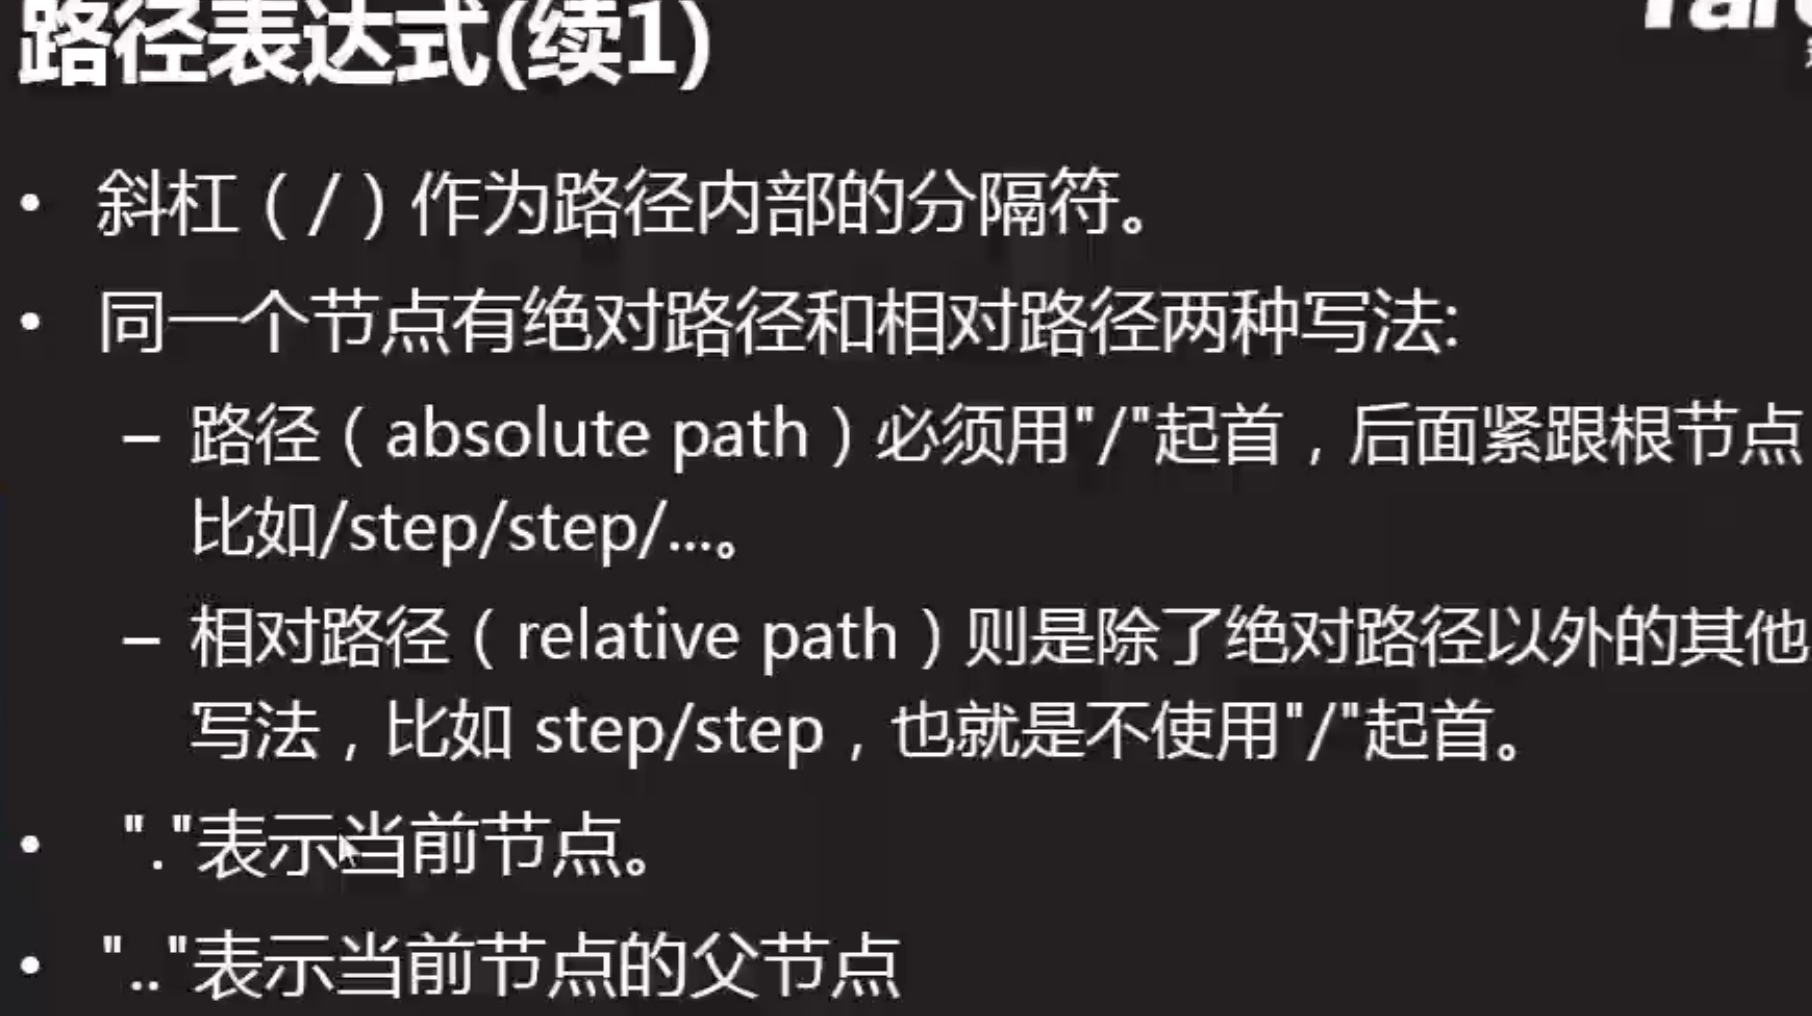 路径表达式(续1)
• 斜杠（/）作为路径内部的分隔符。
• 同一个节点有绝对路径和相对路径两种写法:
– 路径（absolute path）必须用"/"起首，后面紧跟根节点
比如/step/step/...。
– 相对路径（relative path）则是除了绝对路径以外的其他
写法，比如 step/step，也就是不使用"/"起首。
• "."表示当前节点。
• ".."表示当前节点的父节点